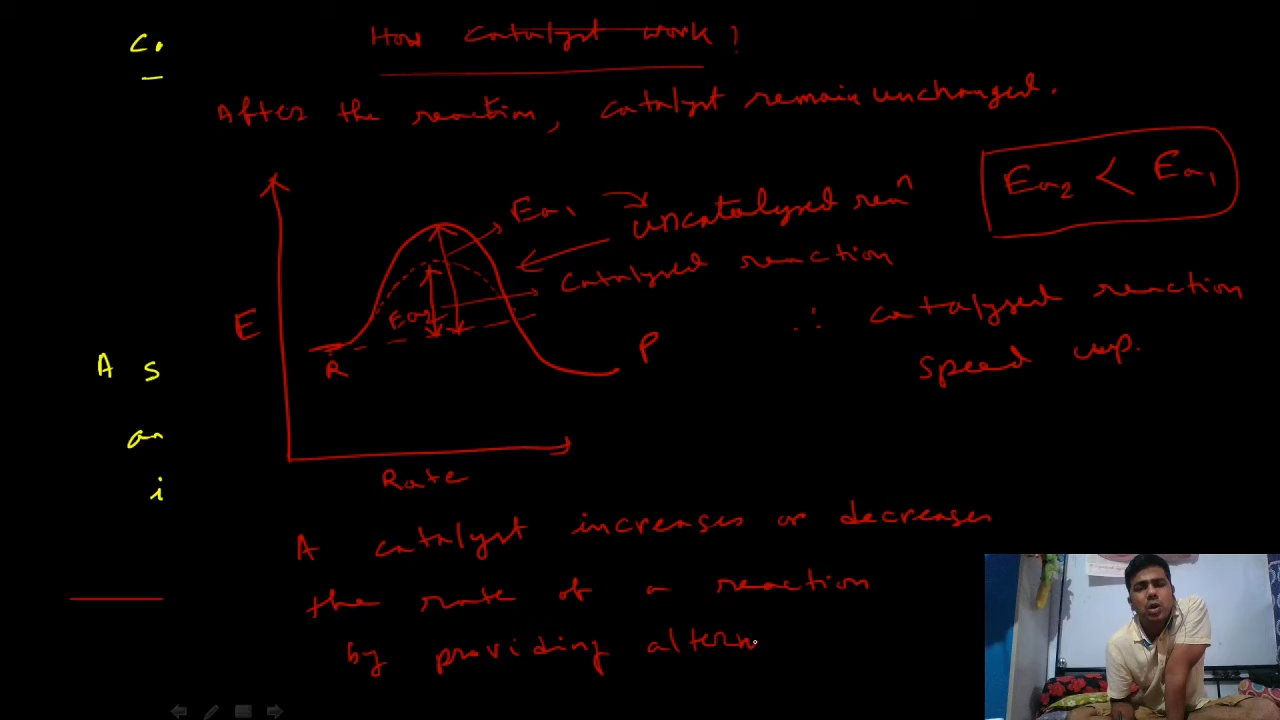 C.
How catalyst work?
After the reaction, catalyst remain unchanged.
Ea2 < Ea1
Ea1
uncatalysed reaⁿ
catalysed reaction
Ea2
E
R
P
∴ catalysed reaction
speed up.
A S
an
i
Rate
A catalyst increases or decreases
the rate of a reaction
by providing altern